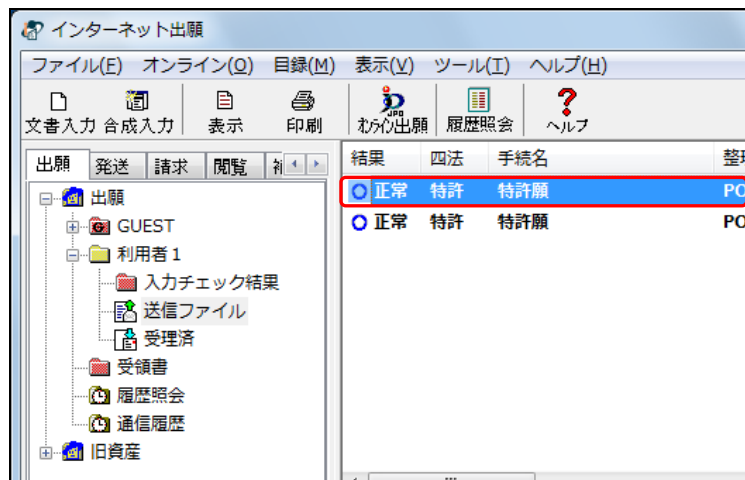 インターネット出願
ファイル(F) オンライン(O) 目録(M) 表示(V) ツール(T) ヘルプ(H)
文書入力 合成入力 表示 印刷 オンライン出願 履歴照会 ヘルプ
出願 発送 請求 閲覧
結果 四法 手続名
正常 特許 特許願 PO
正常 特許 特許願 PO
出願
GUEST
利用者1
入力チェック結果
送信ファイル
受理済
受領書
履歴照会
通信履歴
旧資産